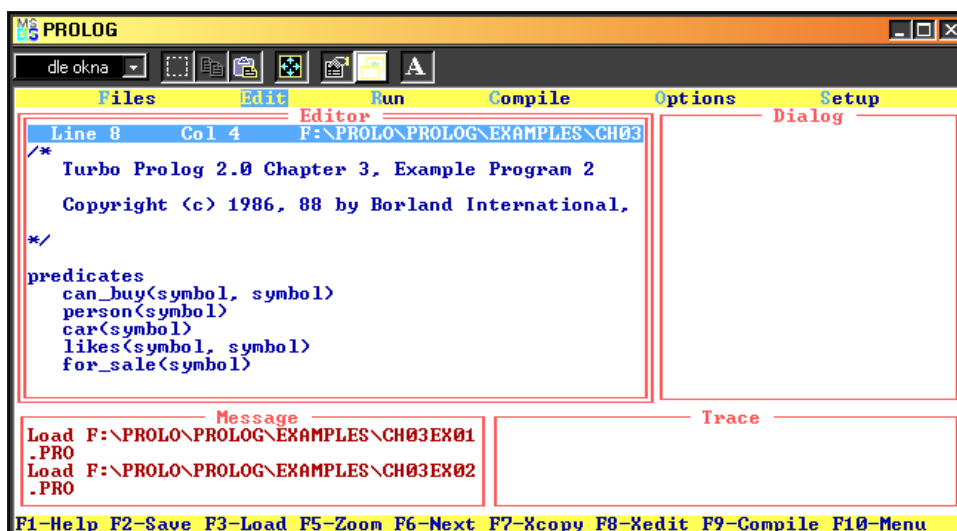 PROLOG
dle okna
A
Files Edit Run Compile Options Setup
Editor
Line 8 Col 4 F:\PROLO\PROLOG\EXAMPLES\CH03
/*
Turbo Prolog 2.0 Chapter 3, Example Program 2
Copyright (c) 1986, 88 by Borland International,
*/
predicates
can_buy(symbol, symbol)
person(symbol)
car(symbol)
likes(symbol, symbol)
for_sale(symbol)
Dialog
Message
Load F:\PROLO\PROLOG\EXAMPLES\CH03EX01
.PRO
Load F:\PROLO\PROLOG\EXAMPLES\CH03EX02
.PRO
Trace
F1-Help F2-Save F3-Load F5-Zoom F6-Next F7-Xcopy F8-Xedit F9-Compile F10-Menu